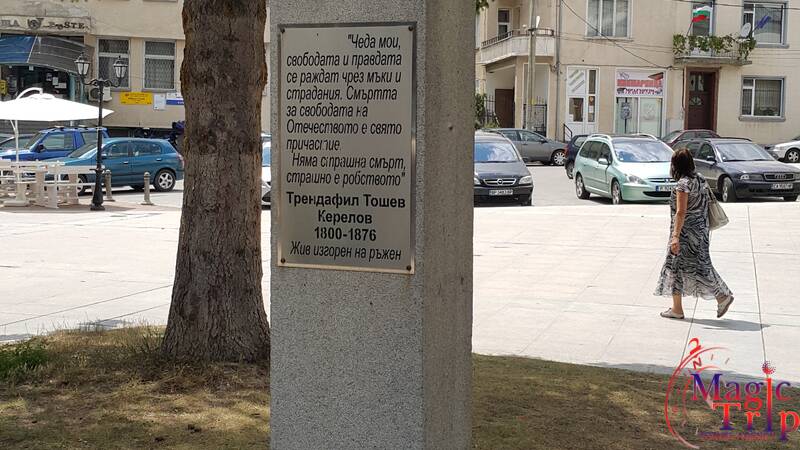 "Чеда мои,
свободата и правдата
се раждат чрез мъки и
страдания. Смъртта
за свободата на
Отечеството е свято
причастие.
Няма страшна смърт,
страшно е робството"
Трендафил Тошев
Керелов
1800-1876
Жив изгорен на ръжен
Magic
Trip